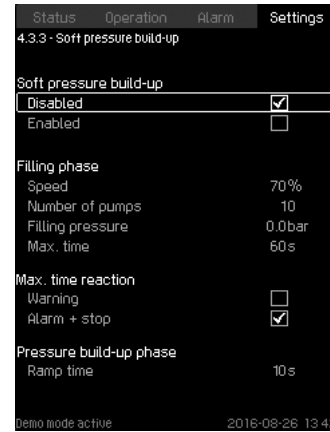 Status Operation Alarm Settings
4.3.3 - Soft pressure build-up
Soft pressure build-up
Disabled
Enabled
Filling phase
Speed 70%
Number of pumps 10
Filling pressure 0.0bar
Max. time 60s
Max. time reaction
Warning
Alarm + stop
Pressure build-up phase
Ramp time 10s
Demo mode active 2016-08-26 13 4